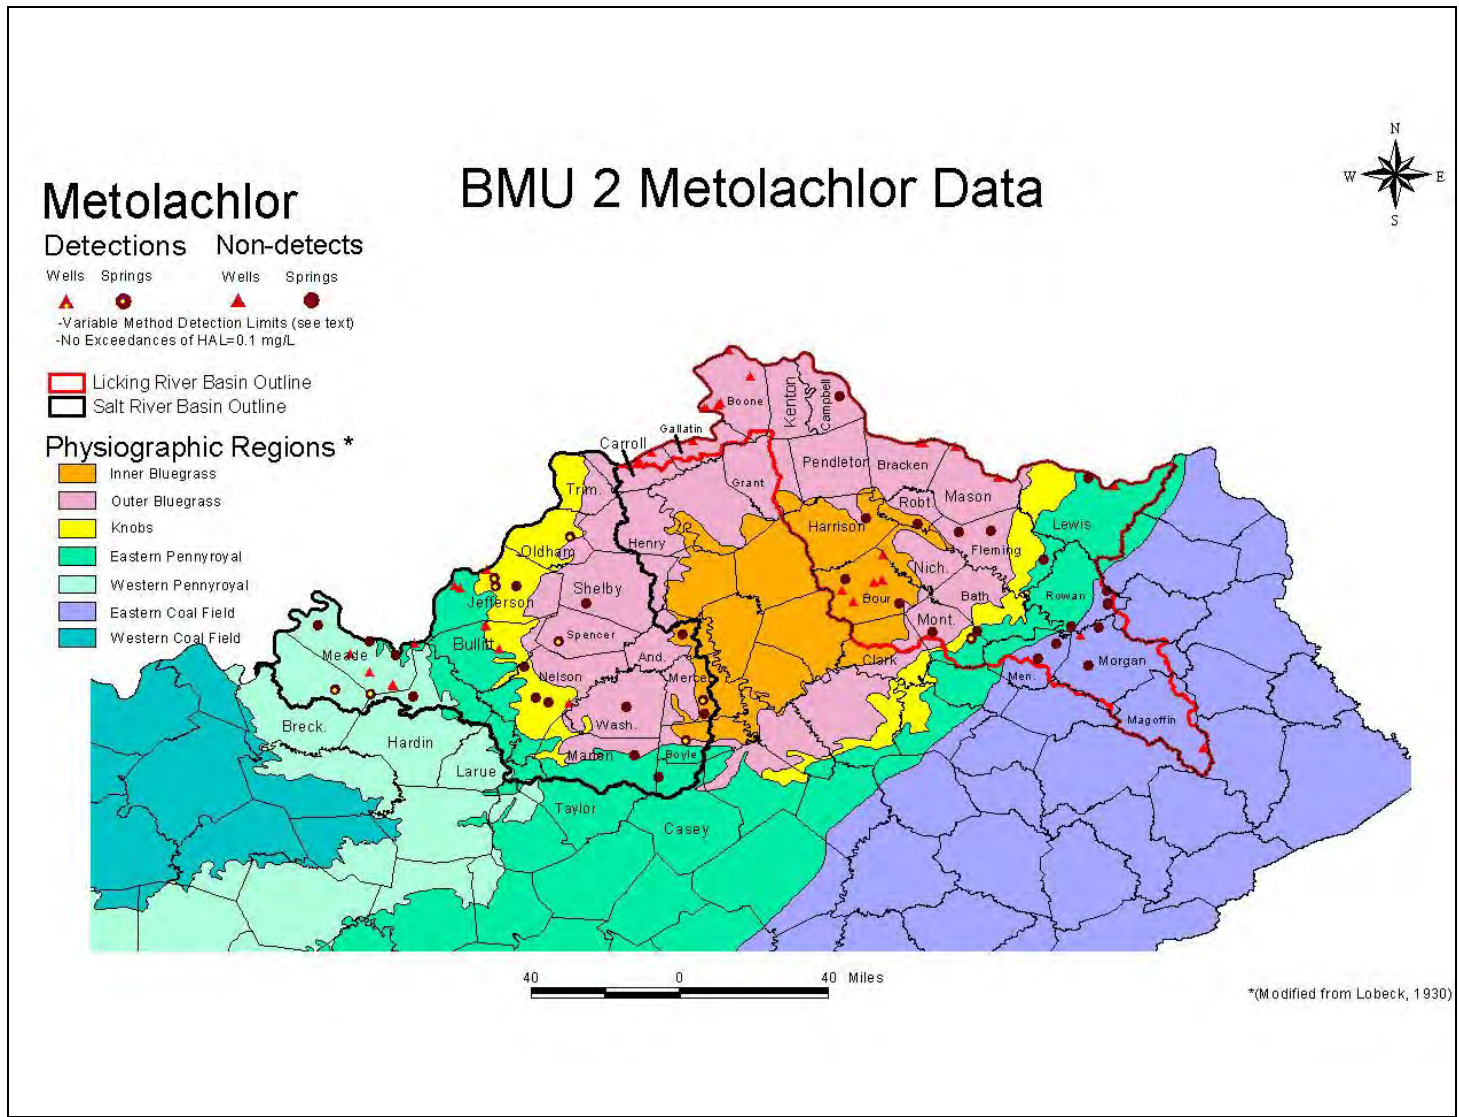 BMU 2 Metolachlor Data
N
W E
S
Metolachlor
Detections Non-detects
Wells Springs Wells Springs
-Variable Method Detection Limits (see text)
-No Exceedances of HAL=0.1 mg/L
Licking River Basin Outline
Salt River Basin Outline
Physiographic Regions *
Inner Bluegrass
Outer Bluegrass
Knobs
Eastern Pennyroyal
Western Pennyroyal
Eastern Coal Field
Western Coal Field
Boone
Kenton
Campbell
Gallatin
Carroll
Pendleton
Bracken
Grant
Trim.
Robt.
Mason
Harrison
Lewis
Oldham
Henry
Fleming
Nich.
Shelby
Jefferson
Bour
Bath
Rowan
Mont.
Spencer
Bullitt
And.
Meade
Clark
Morgan
Nelson
Mercer
Men.
Magoffin
Breck.
Wash.
Hardin
Marion
Boyle
Larue
Taylor
Casey
40 0 40 Miles
*(Modified from Lobeck, 1930)